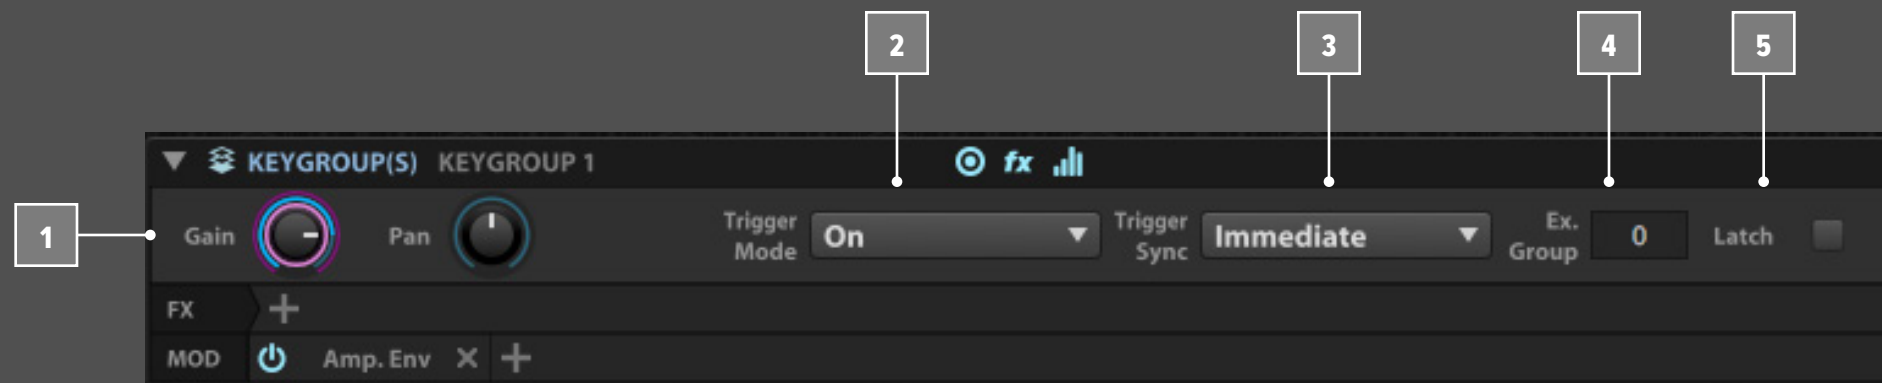 2
3
4
5
KEYGROUP(S) KEYGROUP 1 fx
1
Gain
Pan
Trigger
Mode
On
Trigger
Sync
Immediate
Ex.
Group
0
Latch
FX
MOD Amp. Env